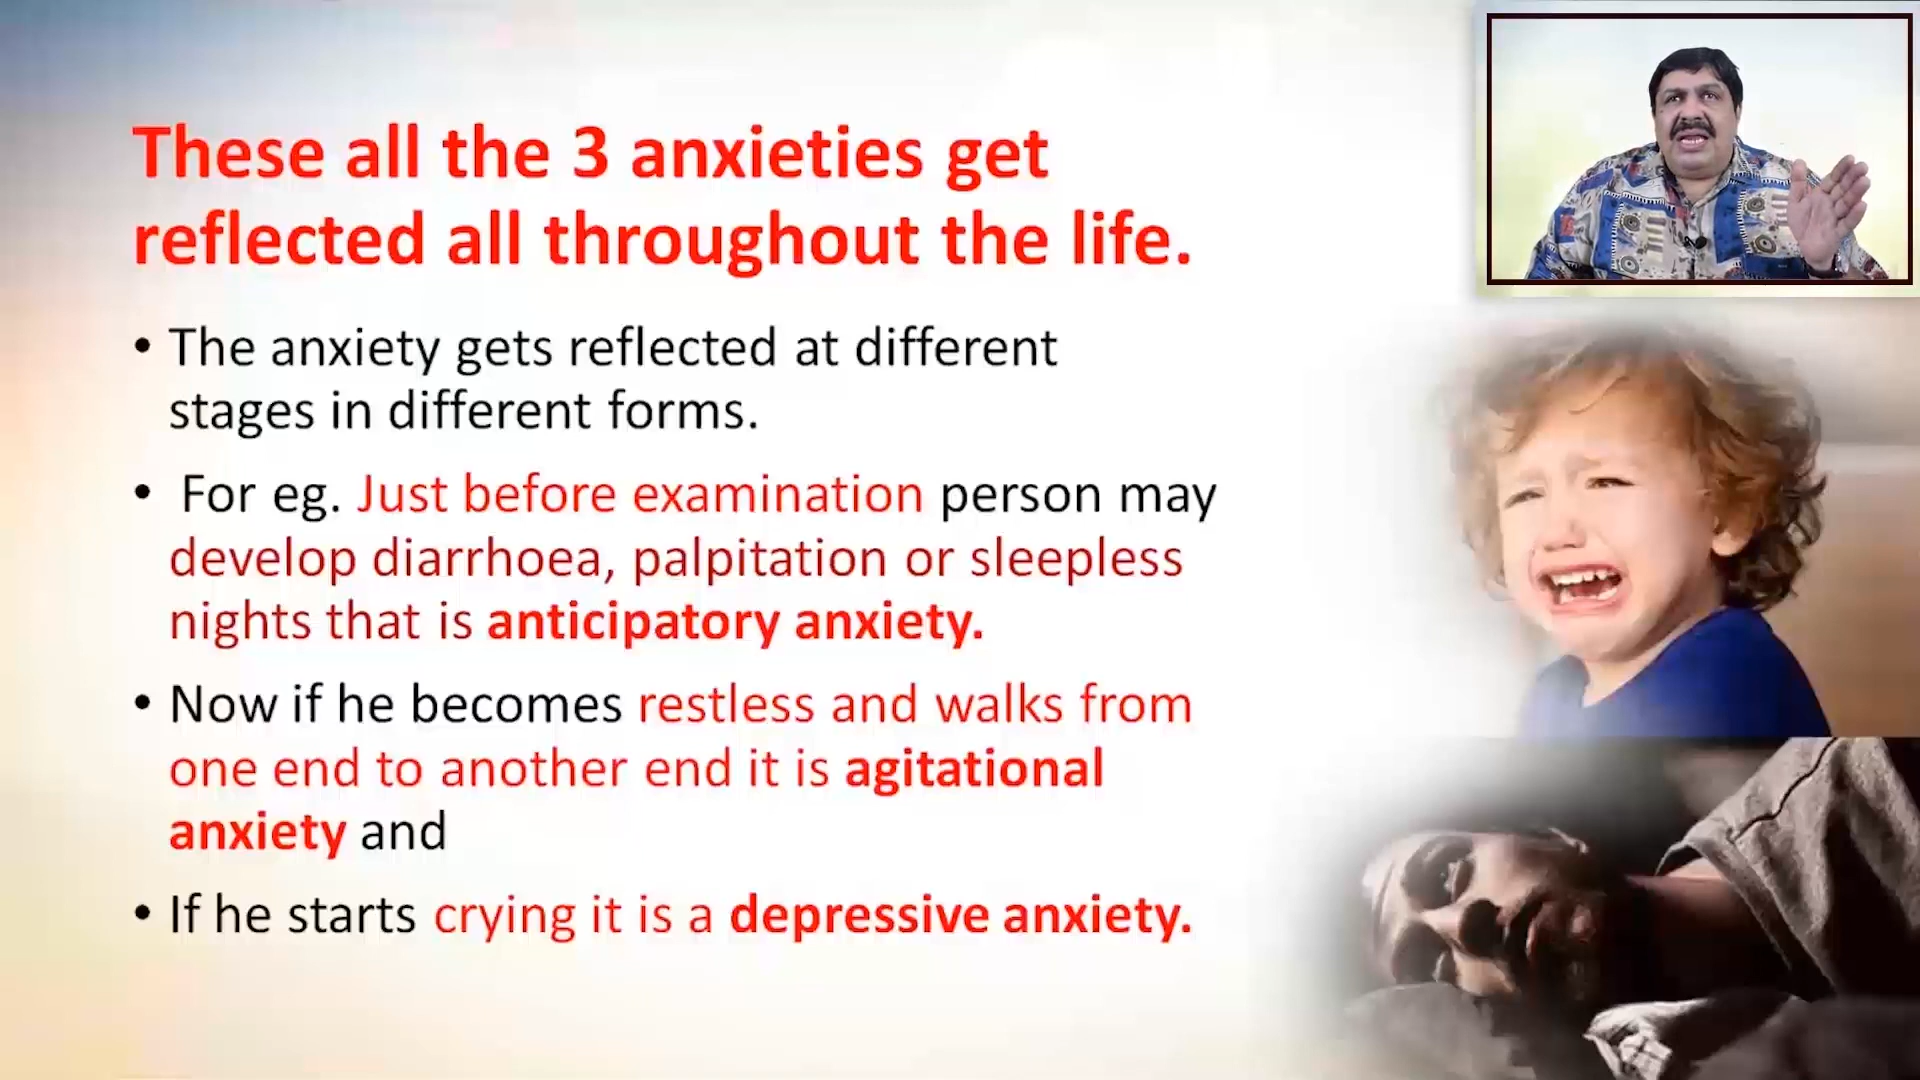 These all the 3 anxieties get
reflected all throughout the life.
• The anxiety gets reflected at different
stages in different forms.
• For eg. Just before examination person may
develop diarrhoea, palpitation or sleepless
nights that is anticipatory anxiety.
• Now if he becomes restless and walks from
one end to another end it is agitational
anxiety and
• If he starts crying it is a depressive anxiety.